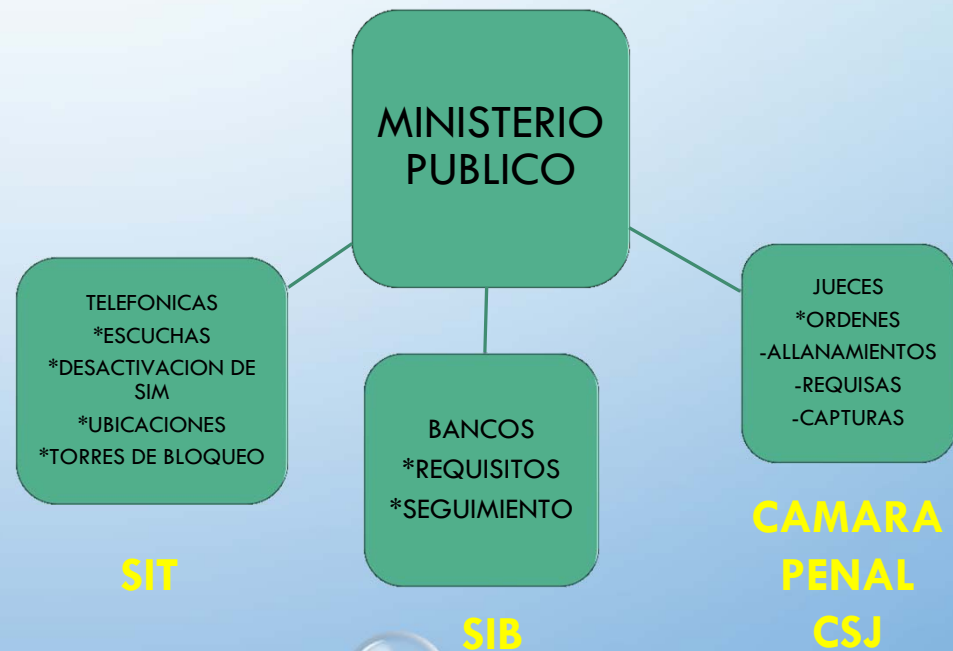 MINISTERIO
PUBLICO
TELEFONICAS
*ESCUCHAS
*DESACTIVACION DE
SIM
*UBICACIONES
*TORRES DE BLOQUEO
SIT
BANCOS
*REQUISITOS
*SEGUIMIENTO
SIB
JUECES
*ORDENES
-ALLANAMIENTOS
-REQUISAS
-CAPTURAS
CAMARA
PENAL
CSJ